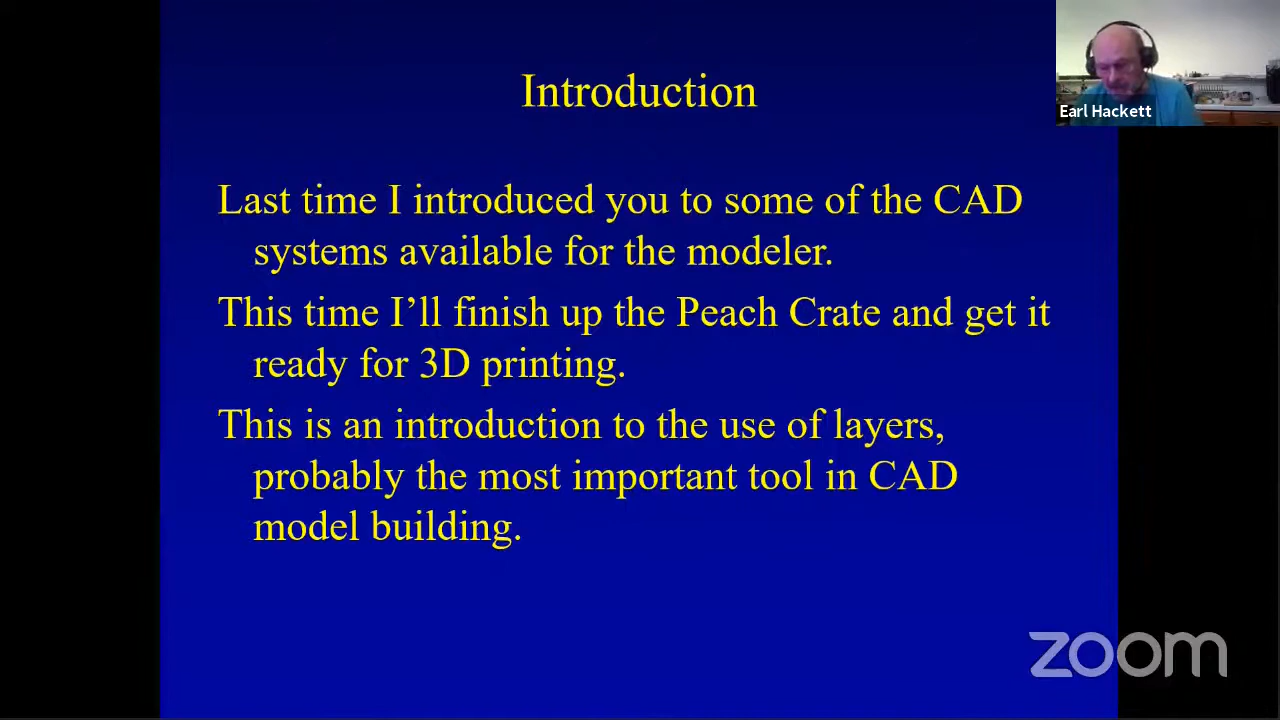 Introduction
Earl Hackett
Last time I introduced you to some of the CAD
systems available for the modeler.
This time I’ll finish up the Peach Crate and get it
ready for 3D printing.
This is an introduction to the use of layers,
probably the most important tool in CAD
model building.
zoom